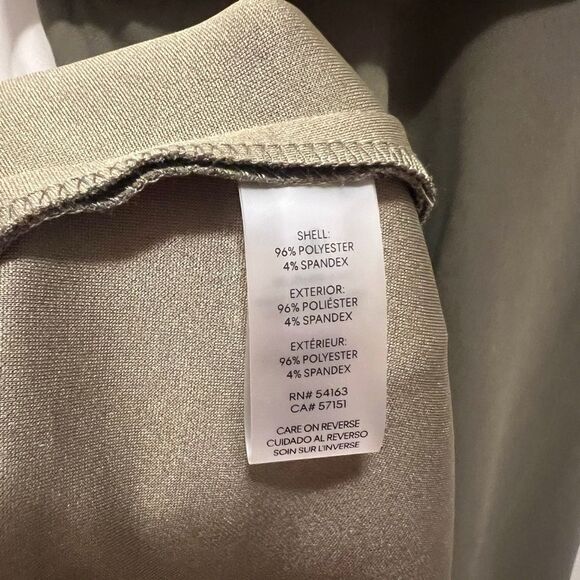 SHELL:
96% POLYESTER
4% SPANDEX
EXTERIOR:
96% POLIÉSTER
4% SPANDEX
EXTÉRIEUR:
96% POLYESTER
4% SPANDEX
RN# 54163
CA# 57151
CARE ON REVERSE
CUIDADO AL REVERSO
SOIN SUR L'INVERSE